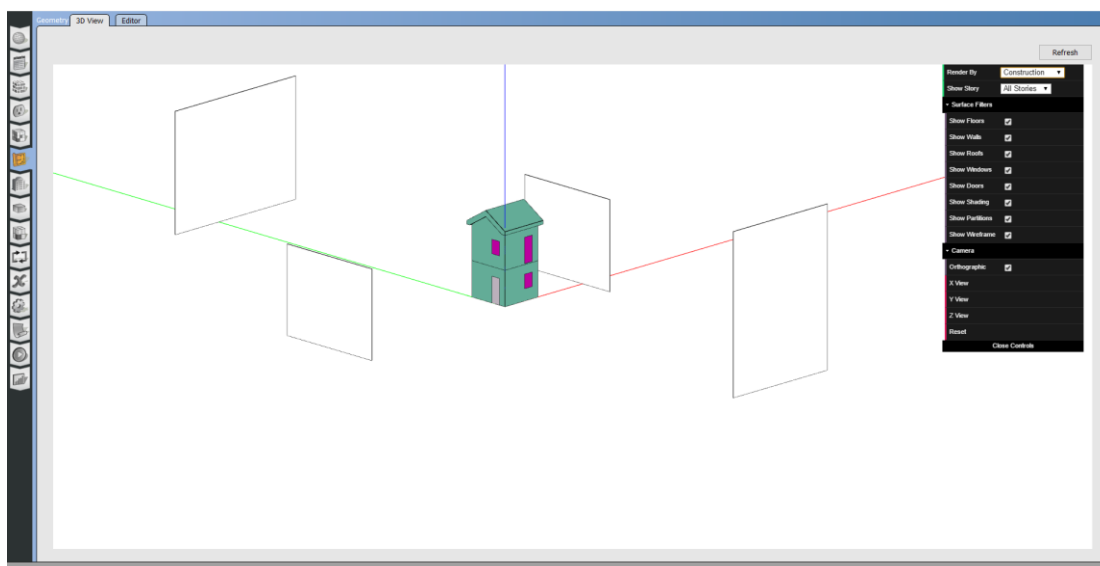 Geometry 3D View Editor
Refresh
Render By Construction
Show Story All Stories
Surface Filters
Show Floors
Show Walls
Show Roofs
Show Windows
Show Doors
Show Shading
Show Partitions
Show Wireframe
Camera
Orthographic
X View
Y View
Z View
Reset
Close Controls